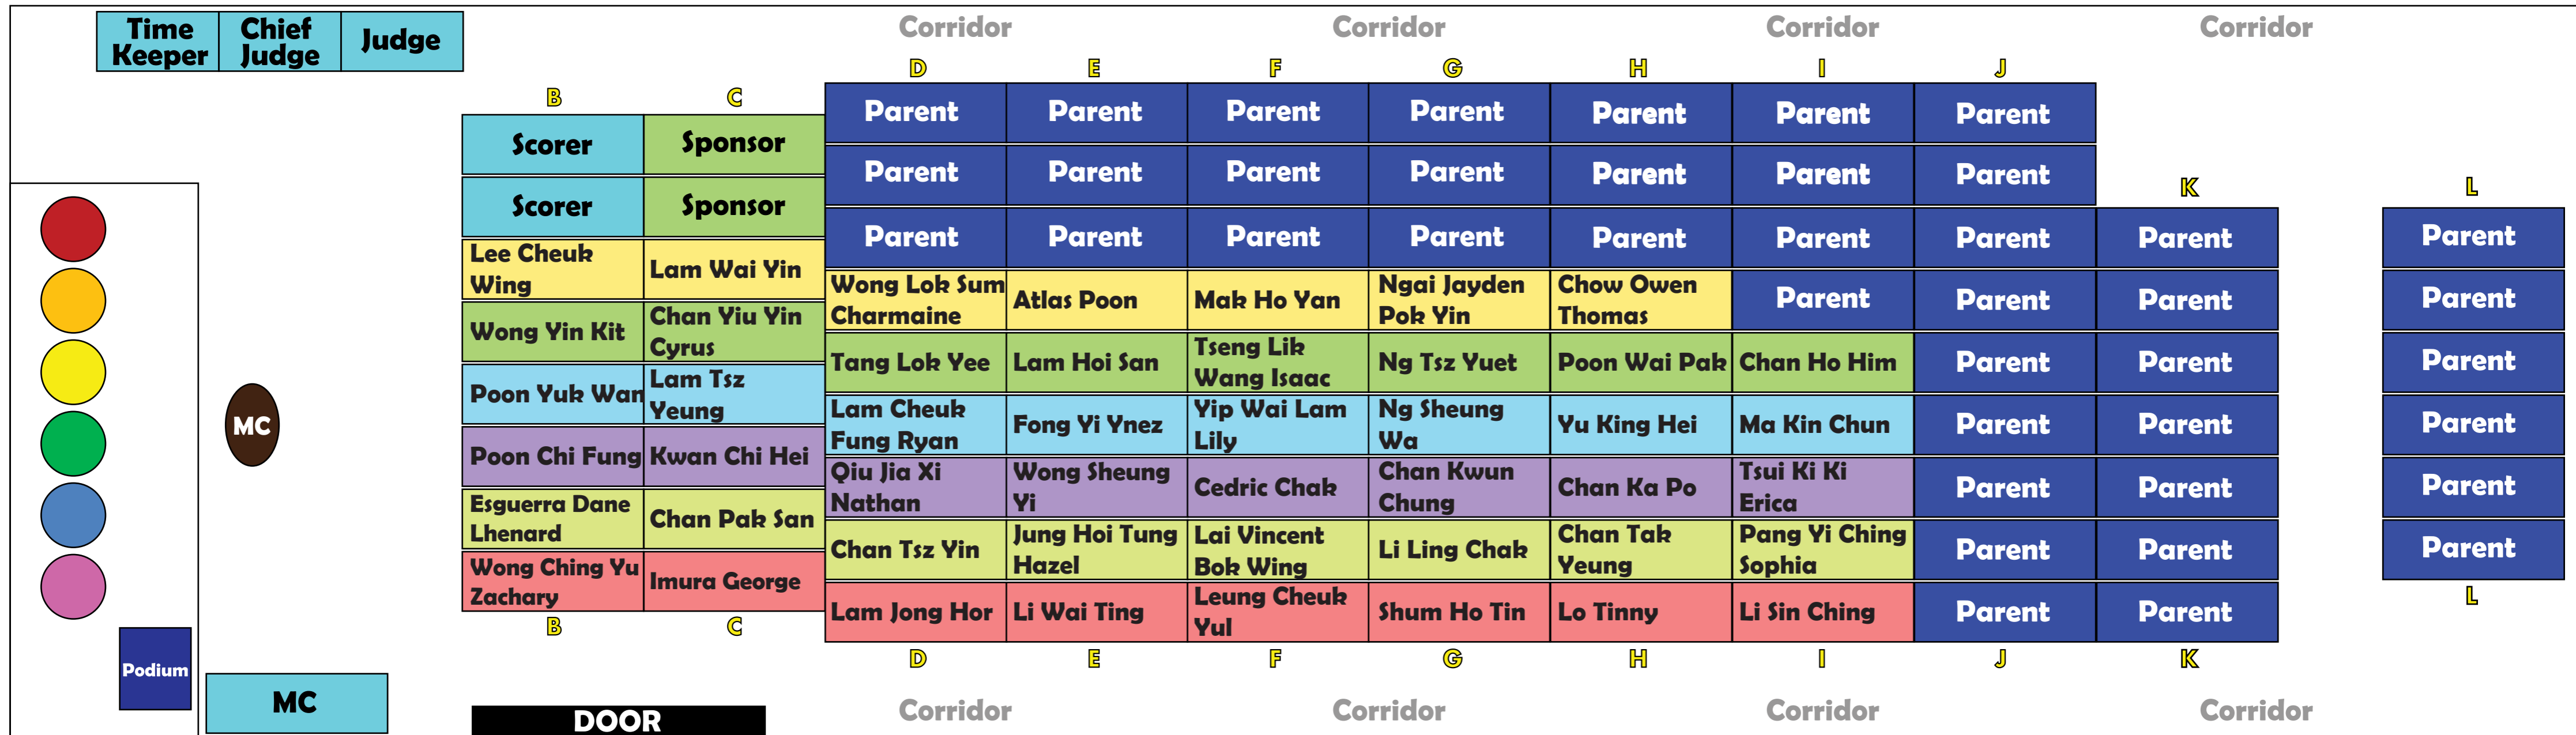 Time Keeper Chief Judge Judge
Corridor Corridor Corridor Corridor
D E F G H I J
B C
Parent Parent Parent Parent Parent Parent Parent
Scorer Sponsor
Parent Parent Parent Parent Parent Parent Parent
K L
Scorer Sponsor
Parent Parent Parent Parent Parent Parent Parent Parent Parent
Lee Cheuk Wing Lam Wai Yin
Wong Lok Sum Charmaine Atlas Poon Mak Ho Yan Ngai Jayden Pok Yin Chow Owen Thomas Parent Parent Parent Parent
Wong Yin Kit Chan Yiu Yin Cyrus
Tang Lok Yee Lam Hoi San Tseng Lik Wang Isaac Ng Tsz Yuet Poon Wai Pak Chan Ho Him Parent Parent Parent
Poon Yuk Wan Lam Tsz Yeung
MC
Lam Cheuk Fung Ryan Fong Yi Ynez Yip Wai Lam Lily Ng Sheung Wa Yu King Hei Ma Kin Chun Parent Parent Parent
Poon Chi Fung Kwan Chi Hei
Qiu Jia Xi Nathan Wong Sheung Yi Cedric Chak Chan Kwun Chung Chan Ka Po Tsui Ki Ki Erica Parent Parent Parent
Esguerra Dane Lhenard Chan Pak San
Chan Tsz Yin Jung Hoi Tung Hazel Lai Vincent Bok Wing Li Ling Chak Chan Tak Yeung Pang Yi Ching Sophia Parent Parent Parent
Wong Ching Yu Zachary Imura George
L
Lam Jong Hor Li Wai Ting Leung Cheuk Yul Shum Ho Tin Lo Tinny Li Sin Ching Parent Parent
B C
D E F G H I J K
Podium
MC
DOOR
Corridor Corridor Corridor Corridor